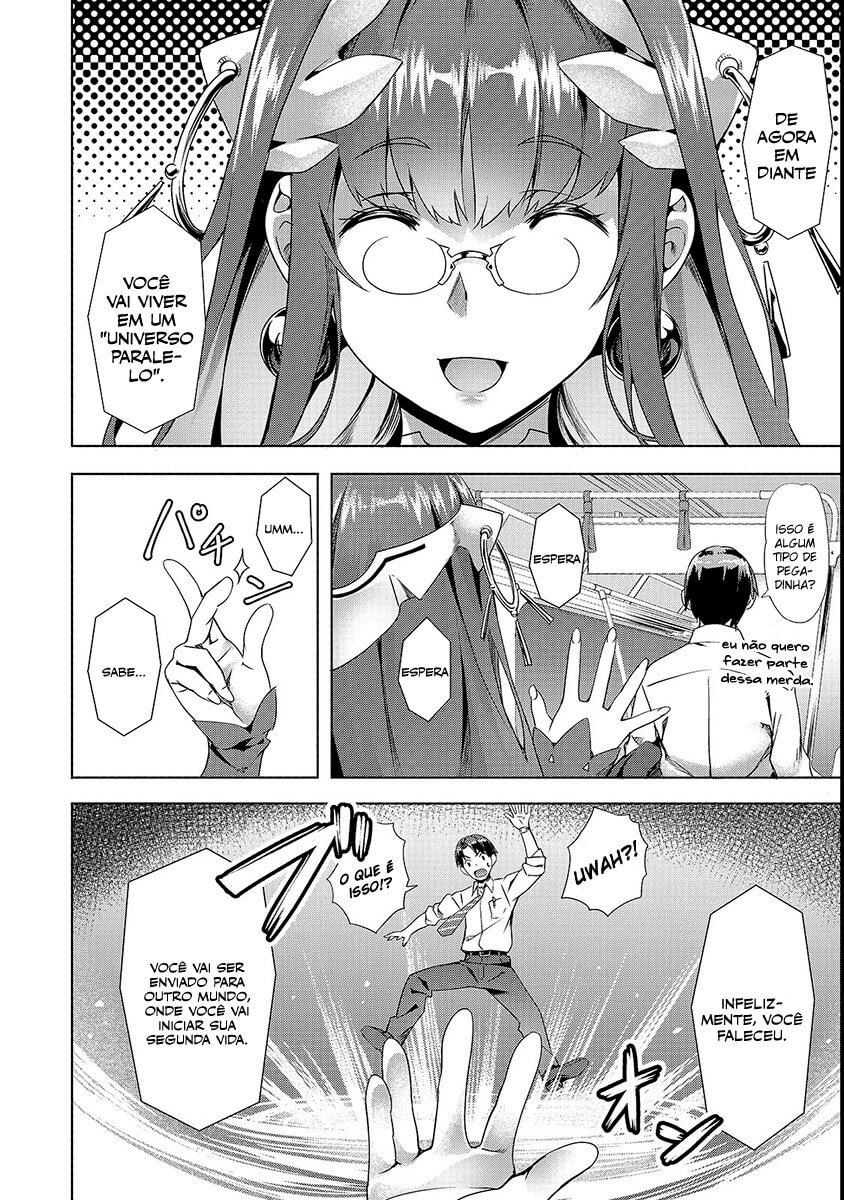 DE
AGORA
EM
DIANTE
VOCÊ
VAI VIVER
EM UM
"UNIVERSO
PARALE-
LO".
ISSO É
ALGUM
TIPO DE
PEGA-
DINHA?
eu não quero
fazer parte
dessa merda.
ESPERA
ESPERA
UMM...
パチン
SABE...
UWAH?!
O QUE É
ISSO!?
INFELIZ-
MENTE, VOCÊ
FALECEU.
VOCÊ VAI SER
ENVIADO PARA
OUTRO MUNDO,
ONDE VOCÊ VAI
INICIAR SUA
SEGUNDA VIDA.
ブオン